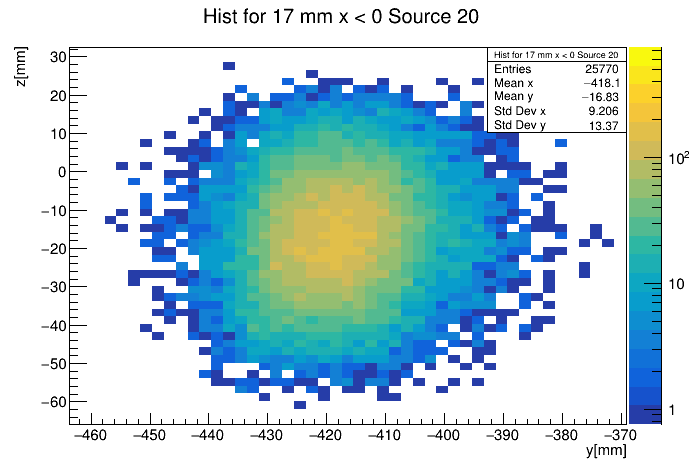 Hist for 17 mm x < 0 Source 20
z[mm]
30
20
10
0
−10
−20
−30
−40
−50
−60
Hist for 17 mm x < 0 Source 20
Entries 25770
Mean x −418.1
Mean y −16.83
Std Dev x 9.206
Std Dev y 13.37
10²
10
1
−460 −450 −440 −430 −420 −410 −400 −390 −380 −370
y[mm]